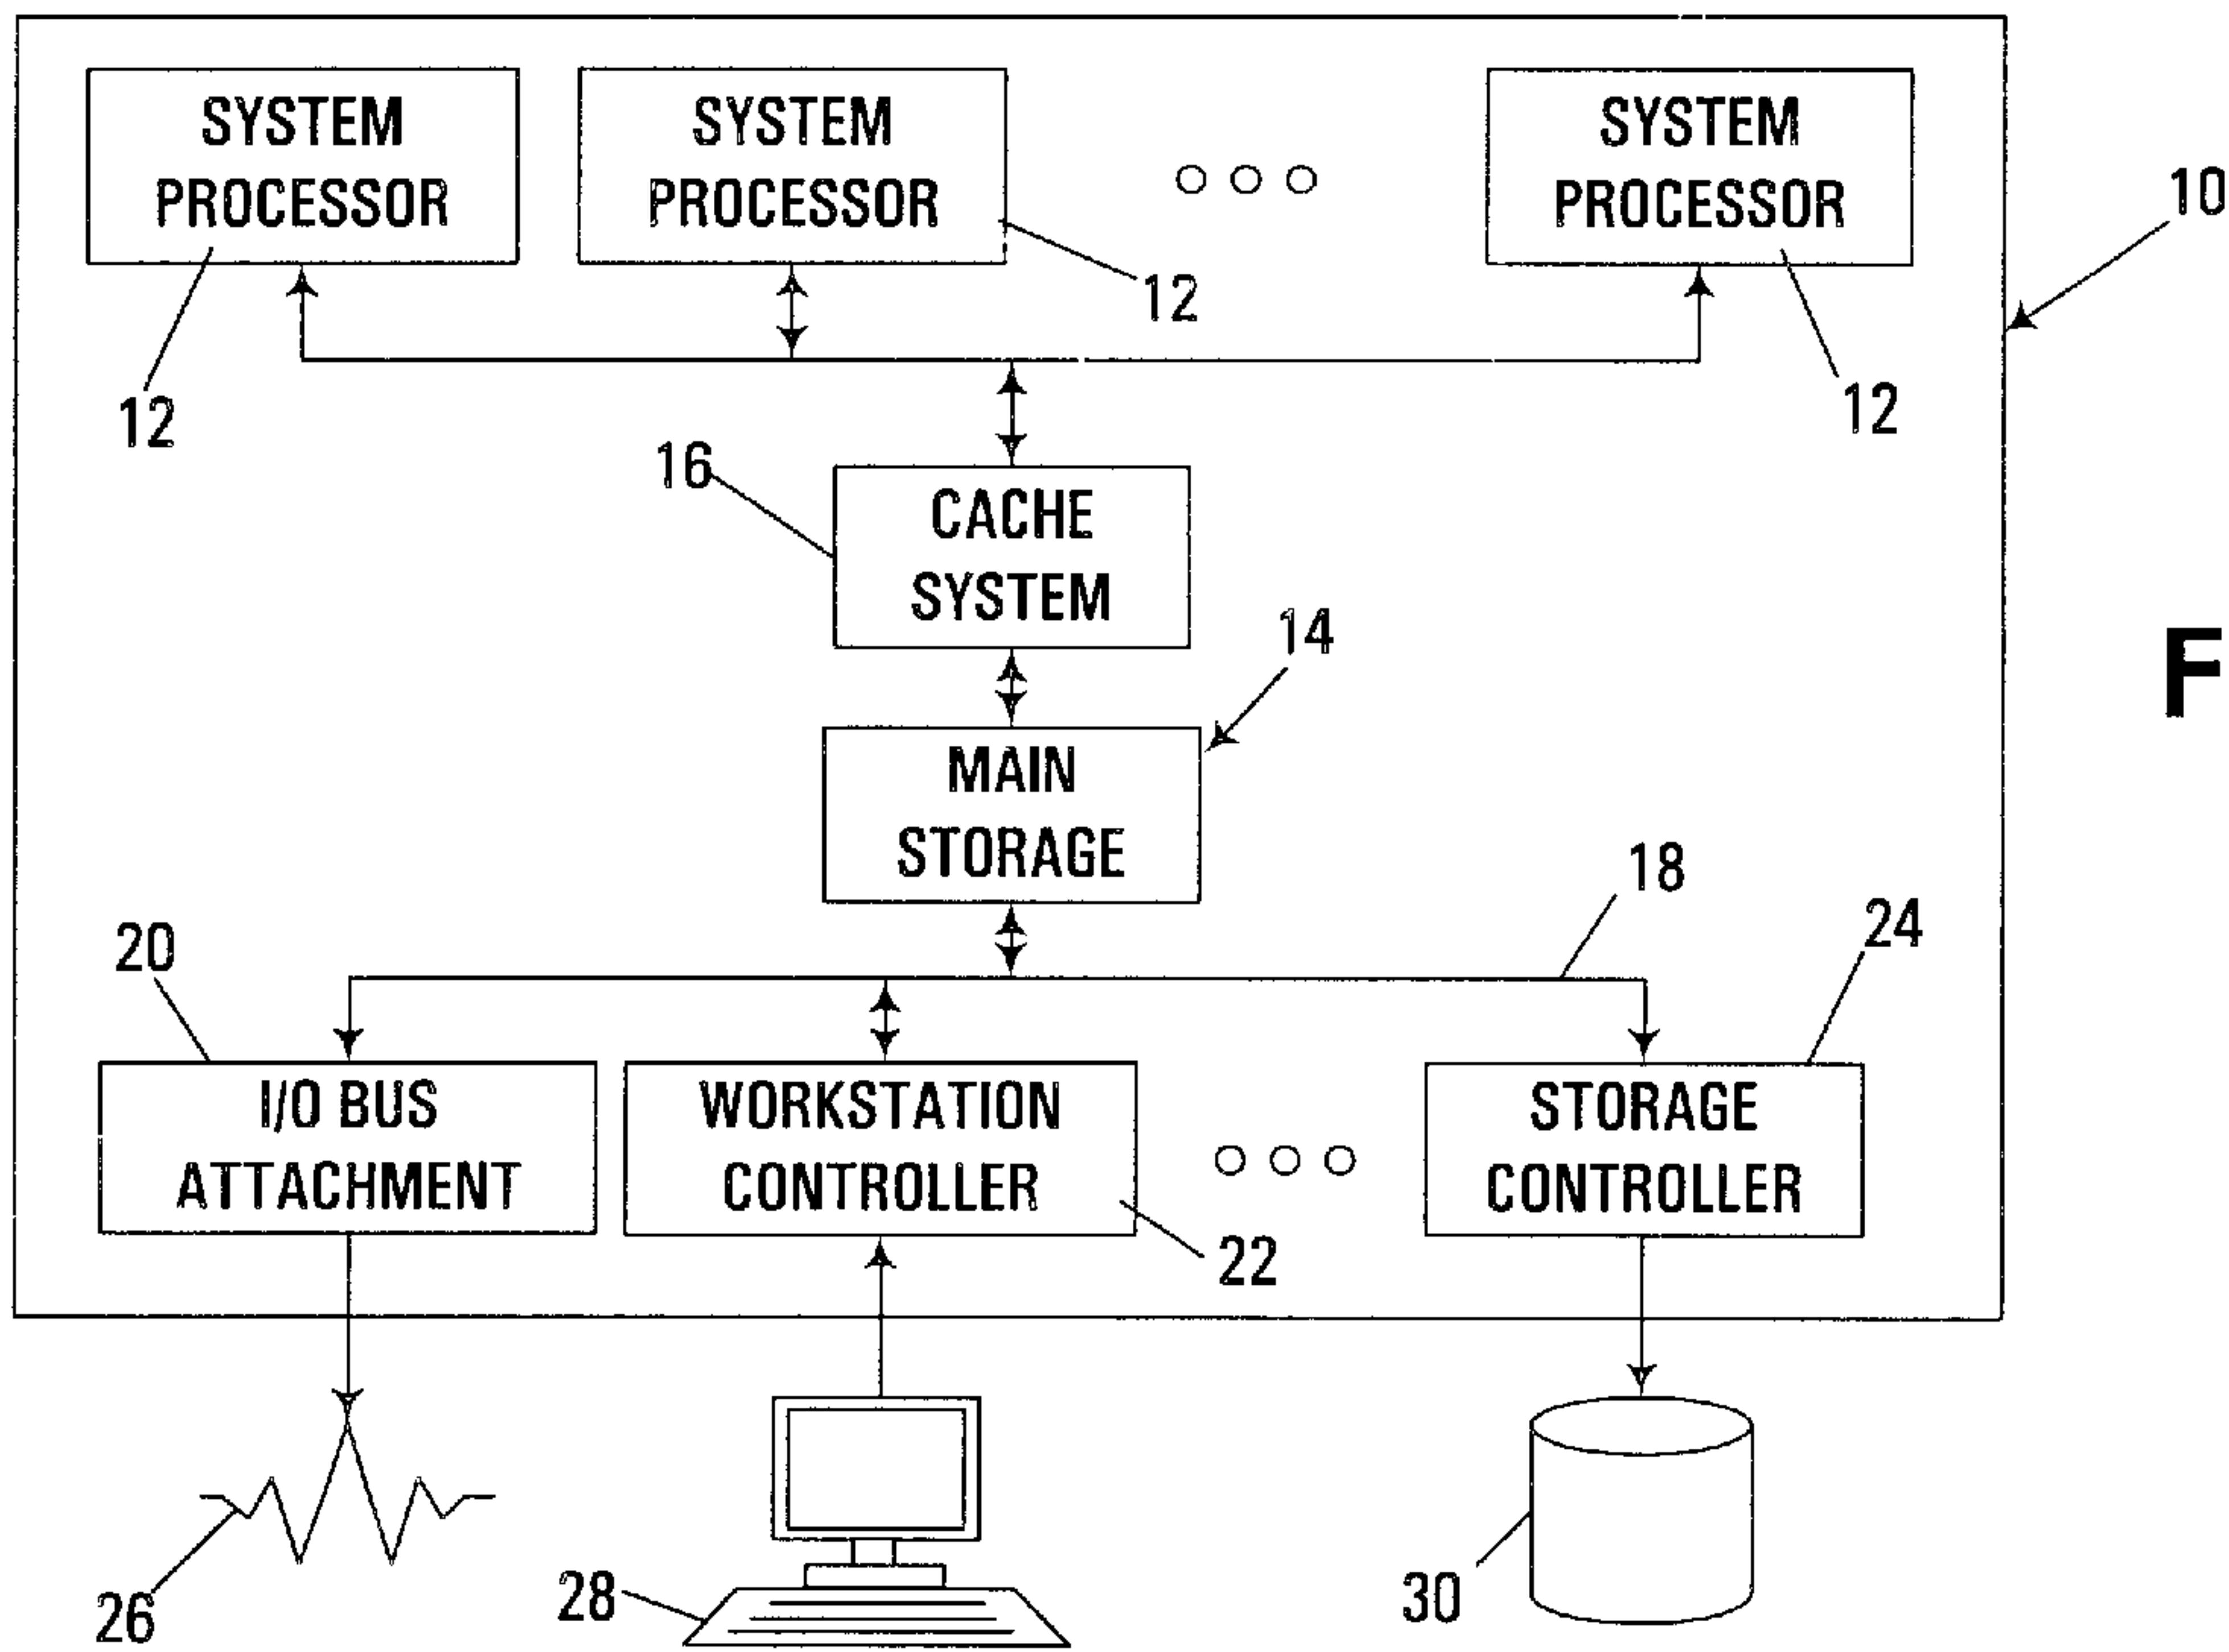 SYSTEM
PROCESSOR
SYSTEM
PROCESSOR
SYSTEM
PROCESSOR
10
12
12
12
16
CACHE
SYSTEM
14
F
MAIN
STORAGE
18
20
24
I/O BUS
ATTACHMENT
WORKSTATION
CONTROLLER
STORAGE
CONTROLLER
22
26
28
30